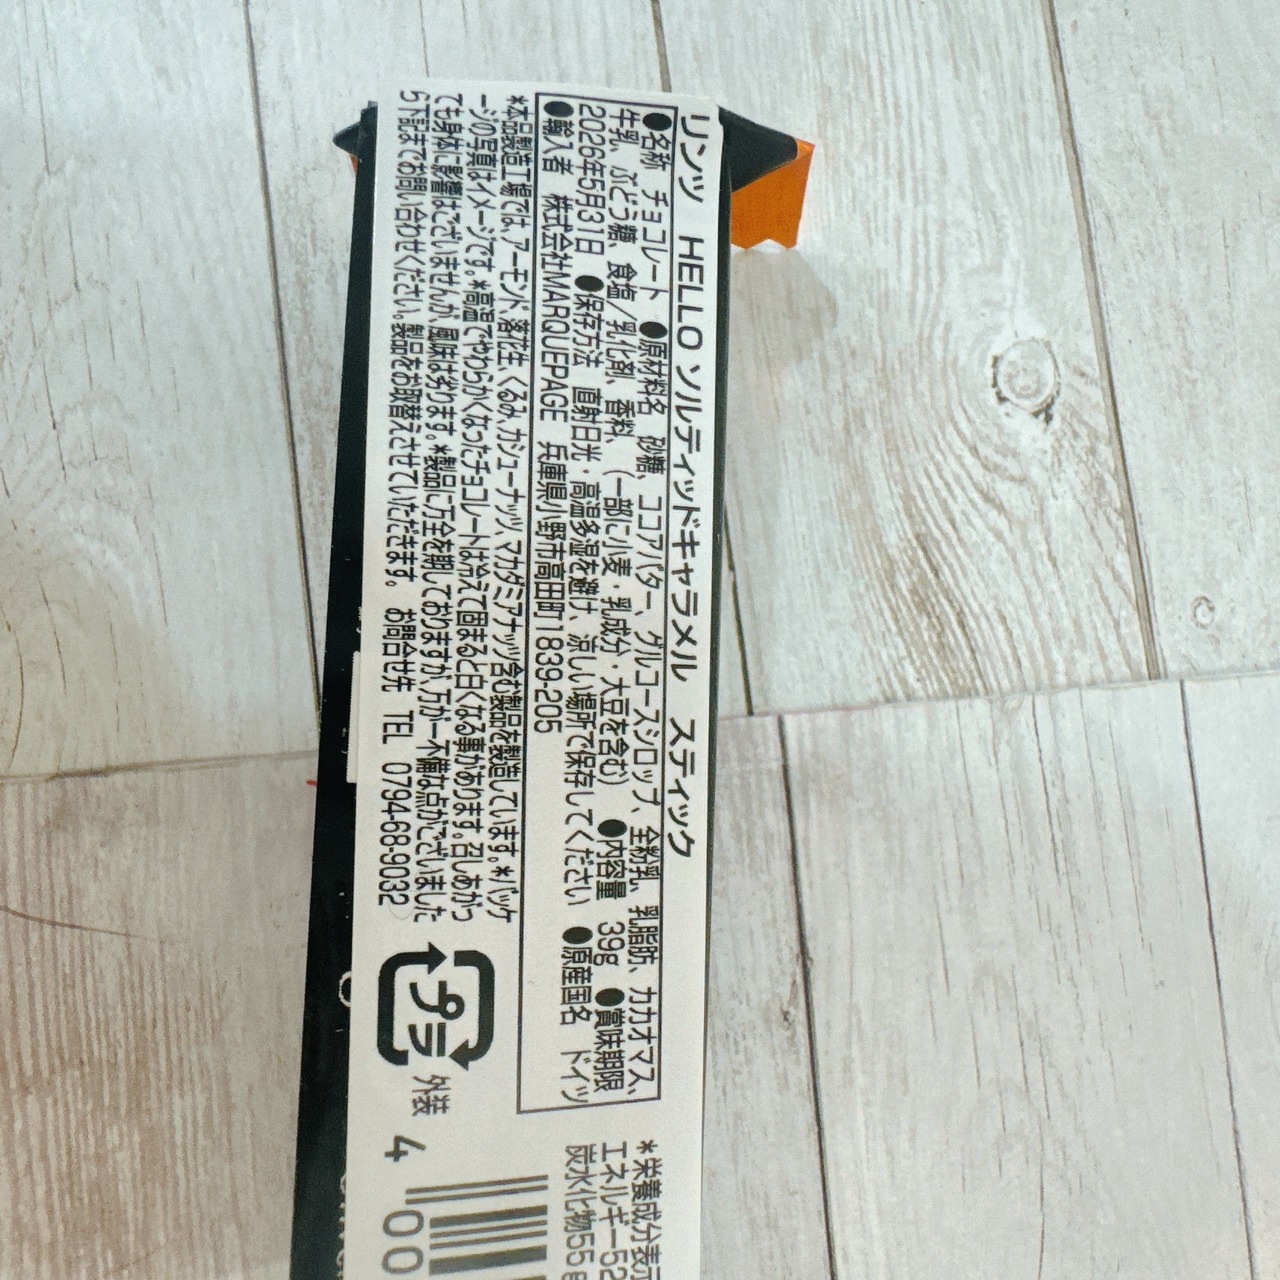 リンツ HELLO ソルティッドキャラメル スティック
●名称 チョコレート ●原材料名 砂糖、ココアバター、グルコースシロップ、全粉乳、乳脂肪、カカオマス、
牛乳、ぶどう糖、食塩/乳化剤、香料、(一部に小麦・乳成分・大豆を含む) ●内容量 39g ●賞味期限
2026年5月31日 ●保存方法 直射日光・高温多湿を避け、涼しい場所で保存してください ●原産国名 ドイツ
●輸入者 株式会社MARQUEPAGE 兵庫県小野市高田町1839-205
*本品製造工場では、アーモンド、落花生、くるみ、カシューナッツ、マカダミアナッツ含む製品を製造しています。*パッケ
ージの写真はイメージです。*高温でやわらかくなったチョコレートは冷えて固まると白くなる事があります。召しあがっ
ても身体に影響はございませんが、風味は劣ります。*製品に万全を期しておりますが、万が一不備な点がございました
ら下記までお問い合わせください。製品をお取替えさせていただきます。 お問合せ先 TEL 0794-68-9032
プラ
外装
*栄養成分表示
エネルギー52
炭水化物55g
4
00